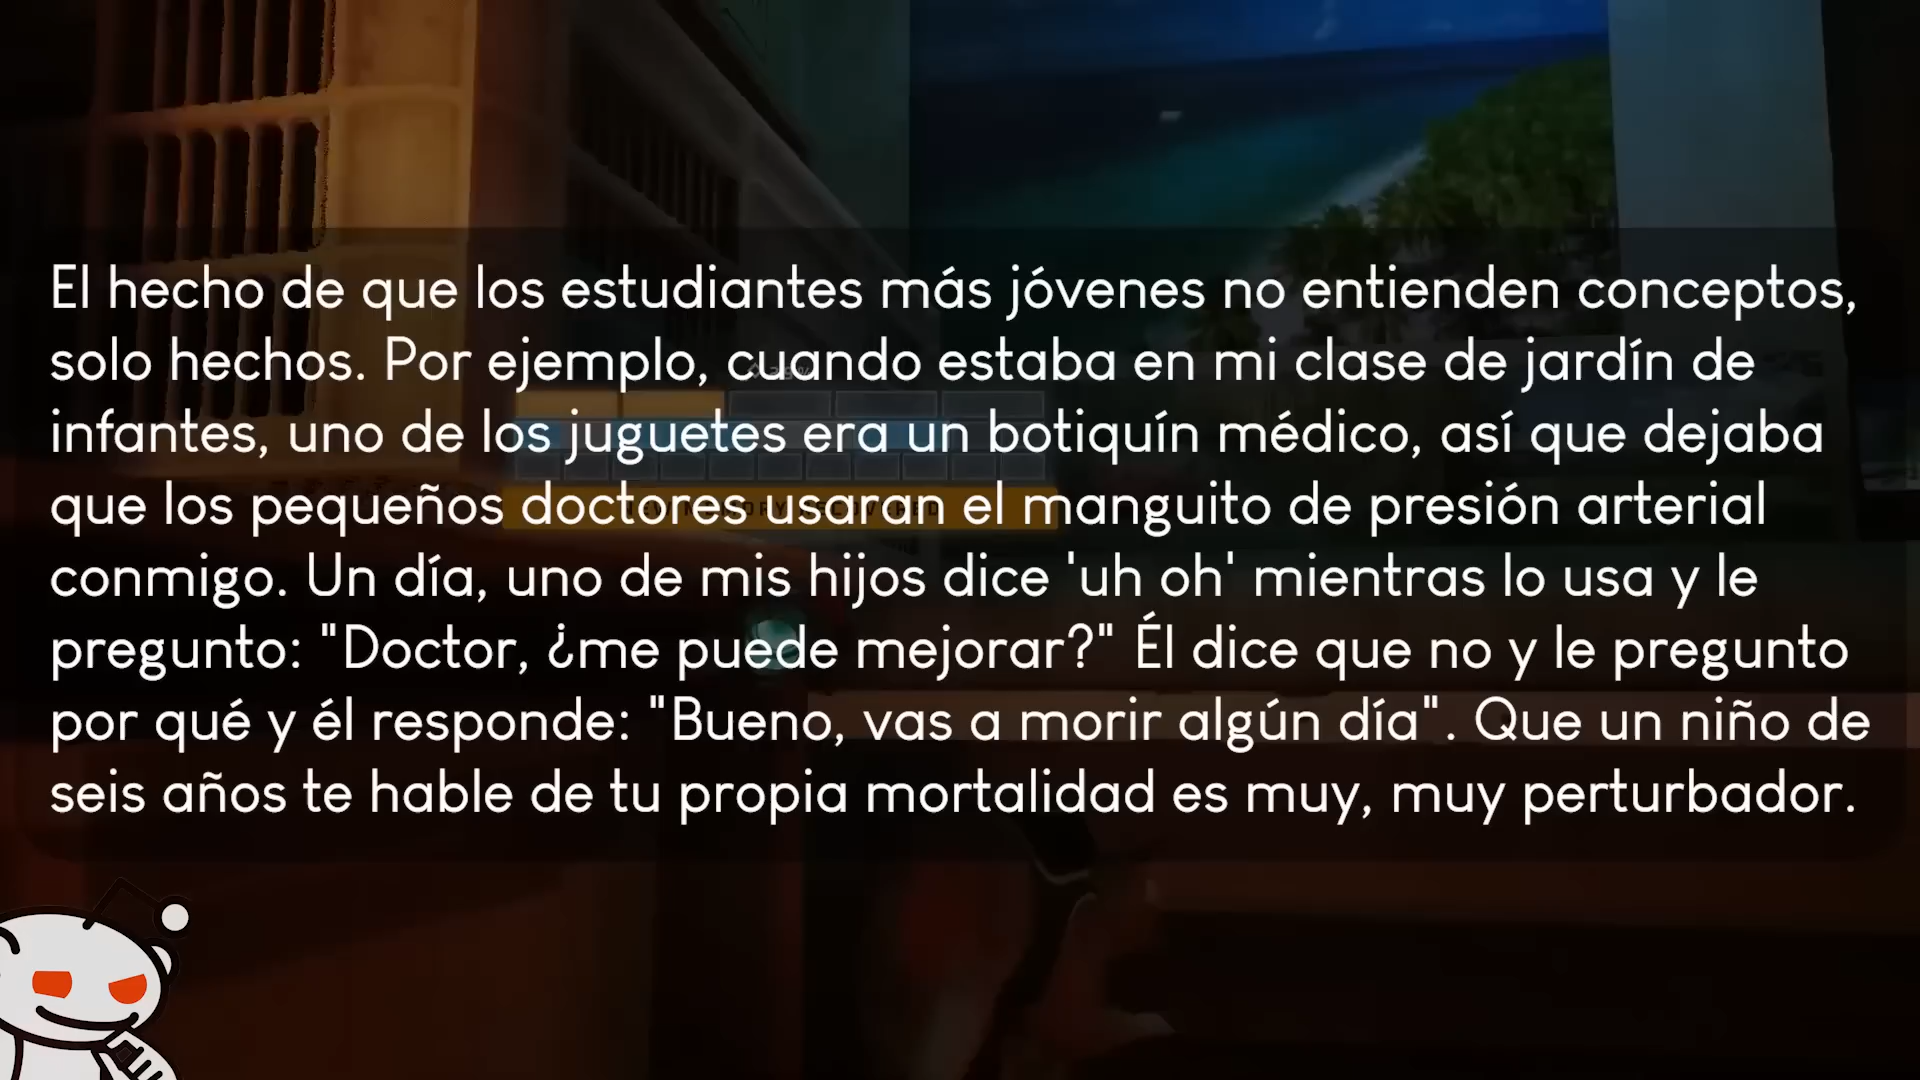 El hecho de que los estudiantes más jóvenes no entienden conceptos,
solo hechos. Por ejemplo, cuando estaba en mi clase de jardín de
infantes, uno de los juguetes era un botiquín médico, así que dejaba
que los pequeños doctores usaran el manguito de presión arterial
conmigo. Un día, uno de mis hijos dice 'uh oh' mientras lo usa y le
pregunto: "Doctor, ¿me puede mejorar?" Él dice que no y le pregunto
por qué y él responde: "Bueno, vas a morir algún día". Que un niño de
seis años te hable de tu propia mortalidad es muy, muy perturbador.